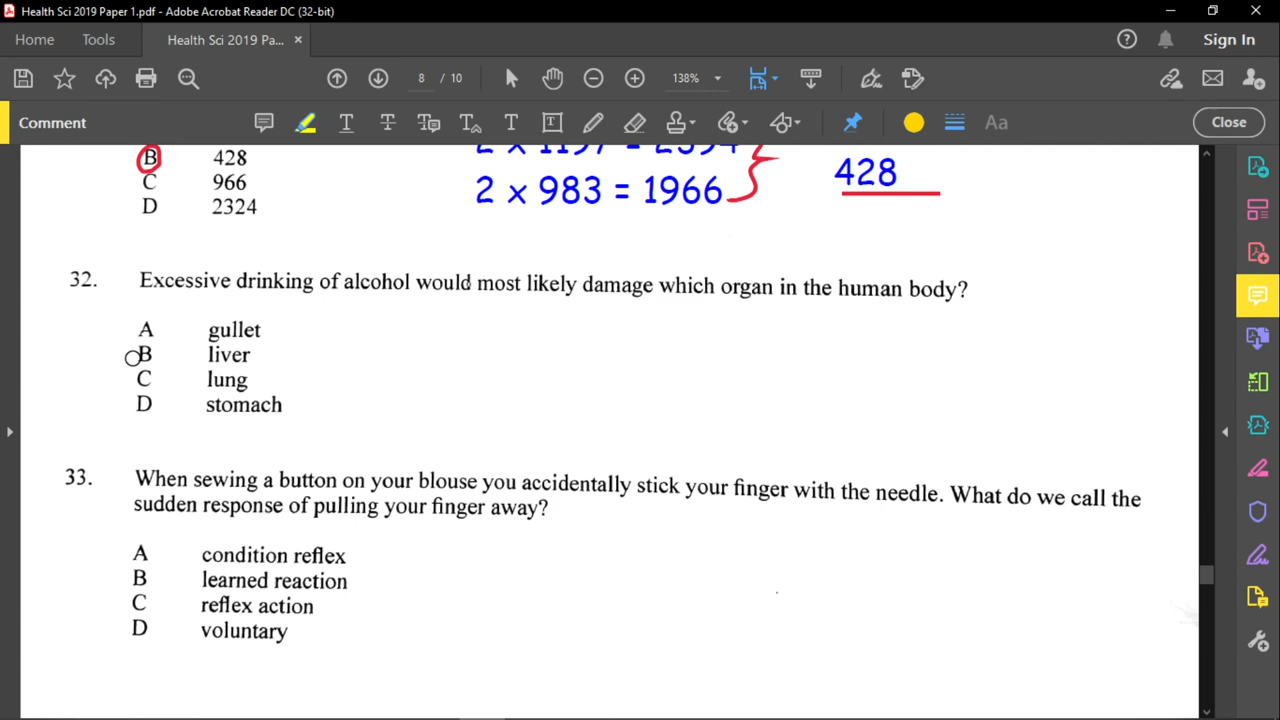 Health Sci 2019 Paper 1.pdf - Adobe Acrobat Reader DC (32-bit)
Home Tools Health Sci 2019 Pa... × Sign In
8 / 10 138%
Comment Aa Close
B 428
C 966
D 2324
2 x 1197 = 2394
2 x 983 = 1966
428
32. Excessive drinking of alcohol would most likely damage which organ in the human body?
A gullet
B liver
C lung
D stomach
33. When sewing a button on your blouse you accidentally stick your finger with the needle. What do we call the
sudden response of pulling your finger away?
A condition reflex
B learned reaction
C reflex action
D voluntary